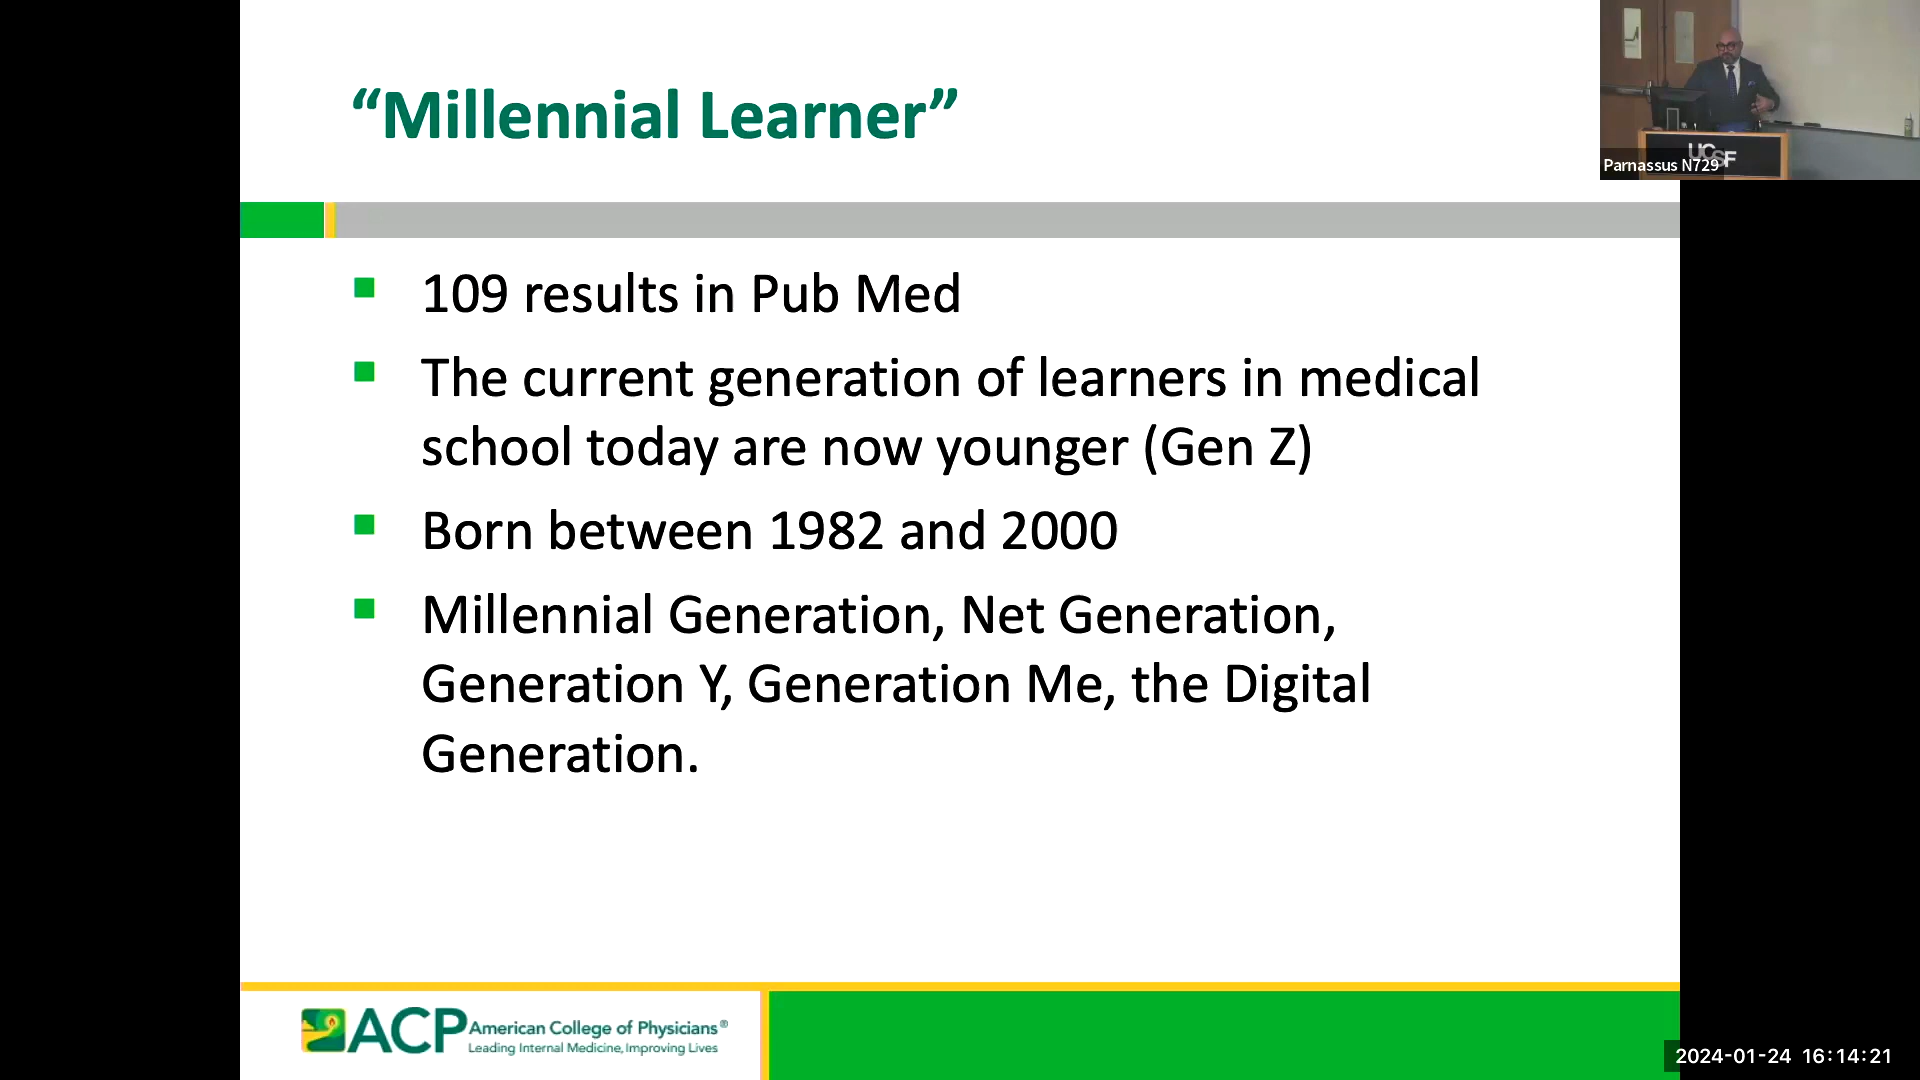 “Millennial Learner”
UCSF
Parnassus N729
109 results in Pub Med
The current generation of learners in medical
school today are now younger (Gen Z)
Born between 1982 and 2000
Millennial Generation, Net Generation,
Generation Y, Generation Me, the Digital
Generation.
ACP American College of Physicians®
Leading Internal Medicine, Improving Lives
2024-01-24 16:14:21